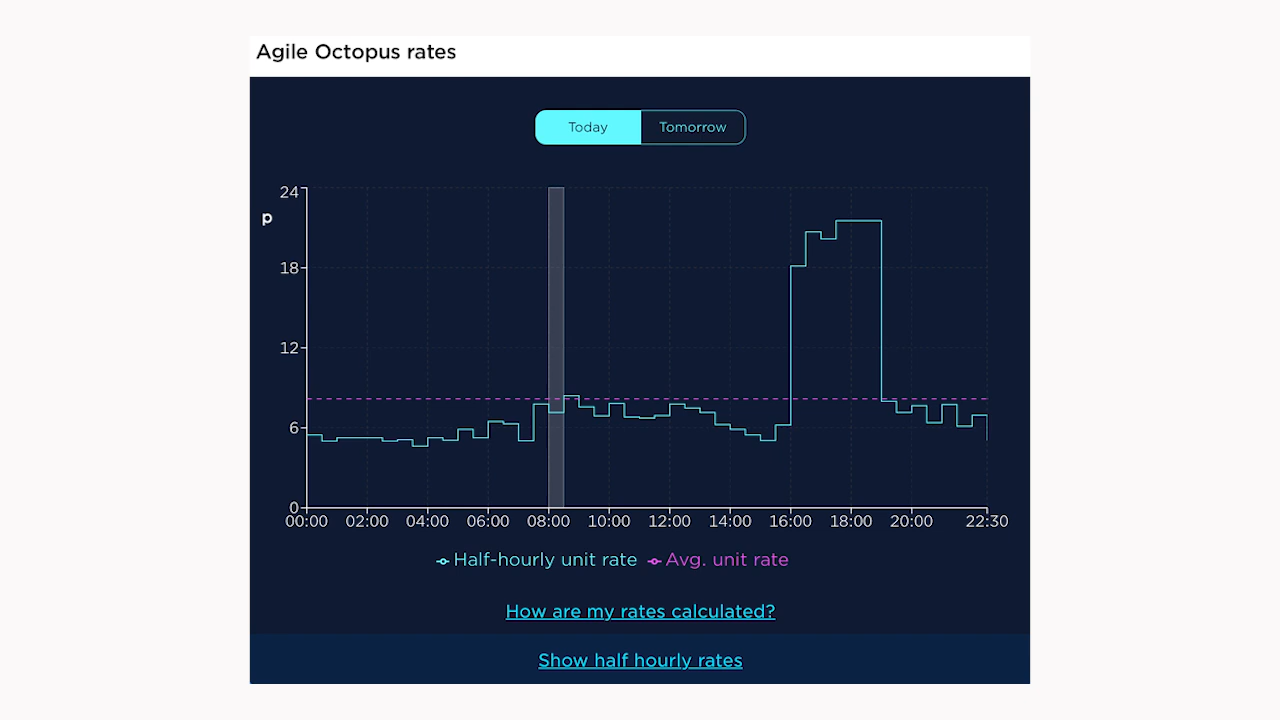 Agile Octopus rates
Today Tomorrow
24
p
18
12
6
0
00:00 02:00 04:00 06:00 08:00 10:00 12:00 14:00 16:00 18:00 20:00 22:30
Half-hourly unit rate Avg. unit rate
How are my rates calculated?
Show half hourly rates